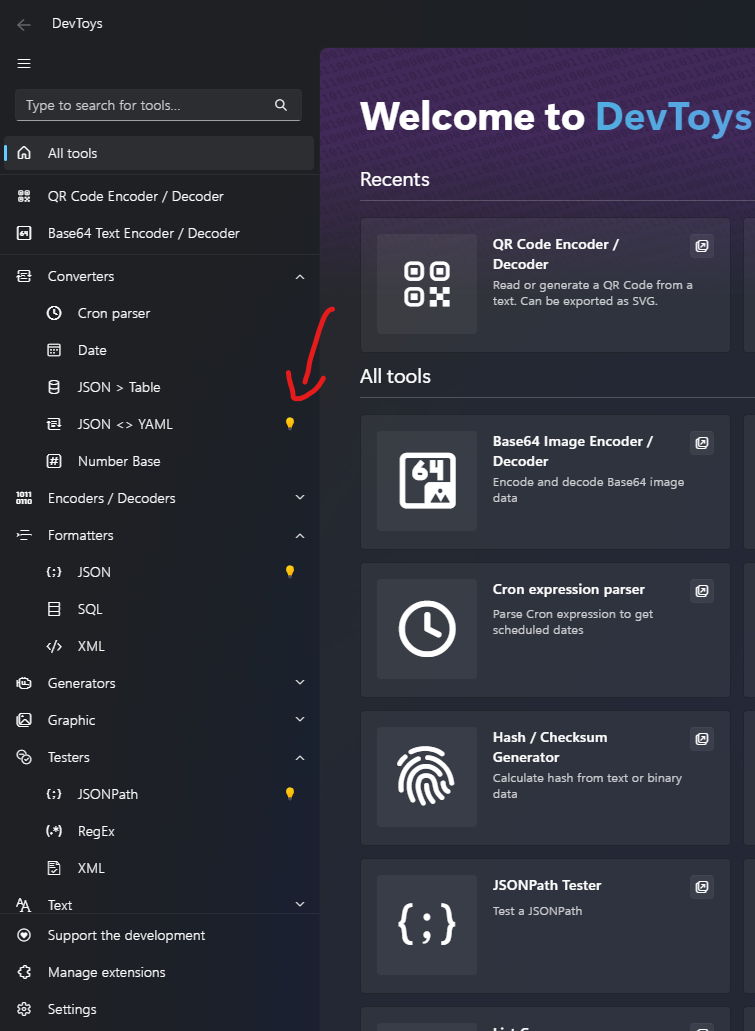 DevToys
Type to search for tools...
All tools
QR Code Encoder / Decoder
Base64 Text Encoder / Decoder
Converters
Cron parser
Date
JSON > Table
JSON <> YAML
Number Base
Encoders / Decoders
Formatters
JSON
SQL
XML
Generators
Graphic
Testers
JSONPath
RegEx
XML
Text
Support the development
Manage extensions
Settings
Welcome to DevToys
Recents
QR Code Encoder /
Decoder
Read or generate a QR Code from a
text. Can be exported as SVG.
All tools
64
Base64 Image Encoder /
Decoder
Encode and decode Base64 image
data
Cron expression parser
Parse Cron expression to get
scheduled dates
Hash / Checksum
Generator
Calculate hash from text or binary
data
JSONPath Tester
Test a JSONPath